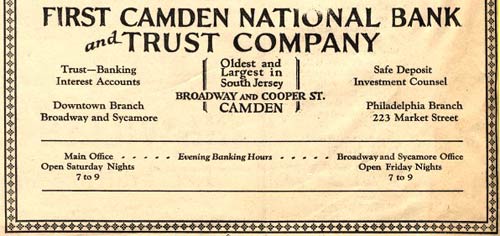 FIRST CAMDEN NATIONAL BANK
and TRUST COMPANY
Trust—Banking
Interest Accounts
Oldest and
Largest in
South Jersey
BROADWAY AND COOPER ST.
CAMDEN
Safe Deposit
Investment Counsel
Downtown Branch
Broadway and Sycamore
Philadelphia Branch
223 Market Street
Main Office - - - - - Evening Banking Hours - - - - - Broadway and Sycamore Office
Open Saturday Nights Open Friday Nights
7 to 9 7 to 9